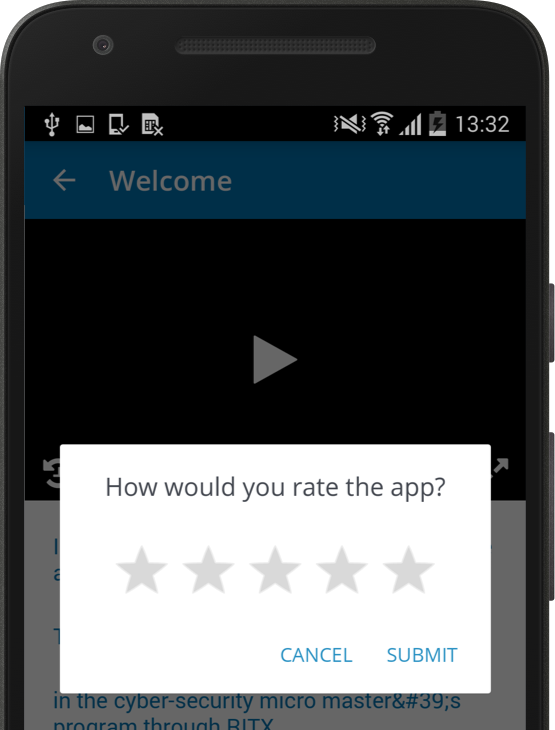 13:32
Welcome
How would you rate the app?
CANCEL SUBMIT
in the cyber-security micro master&#39;s
program through RITX